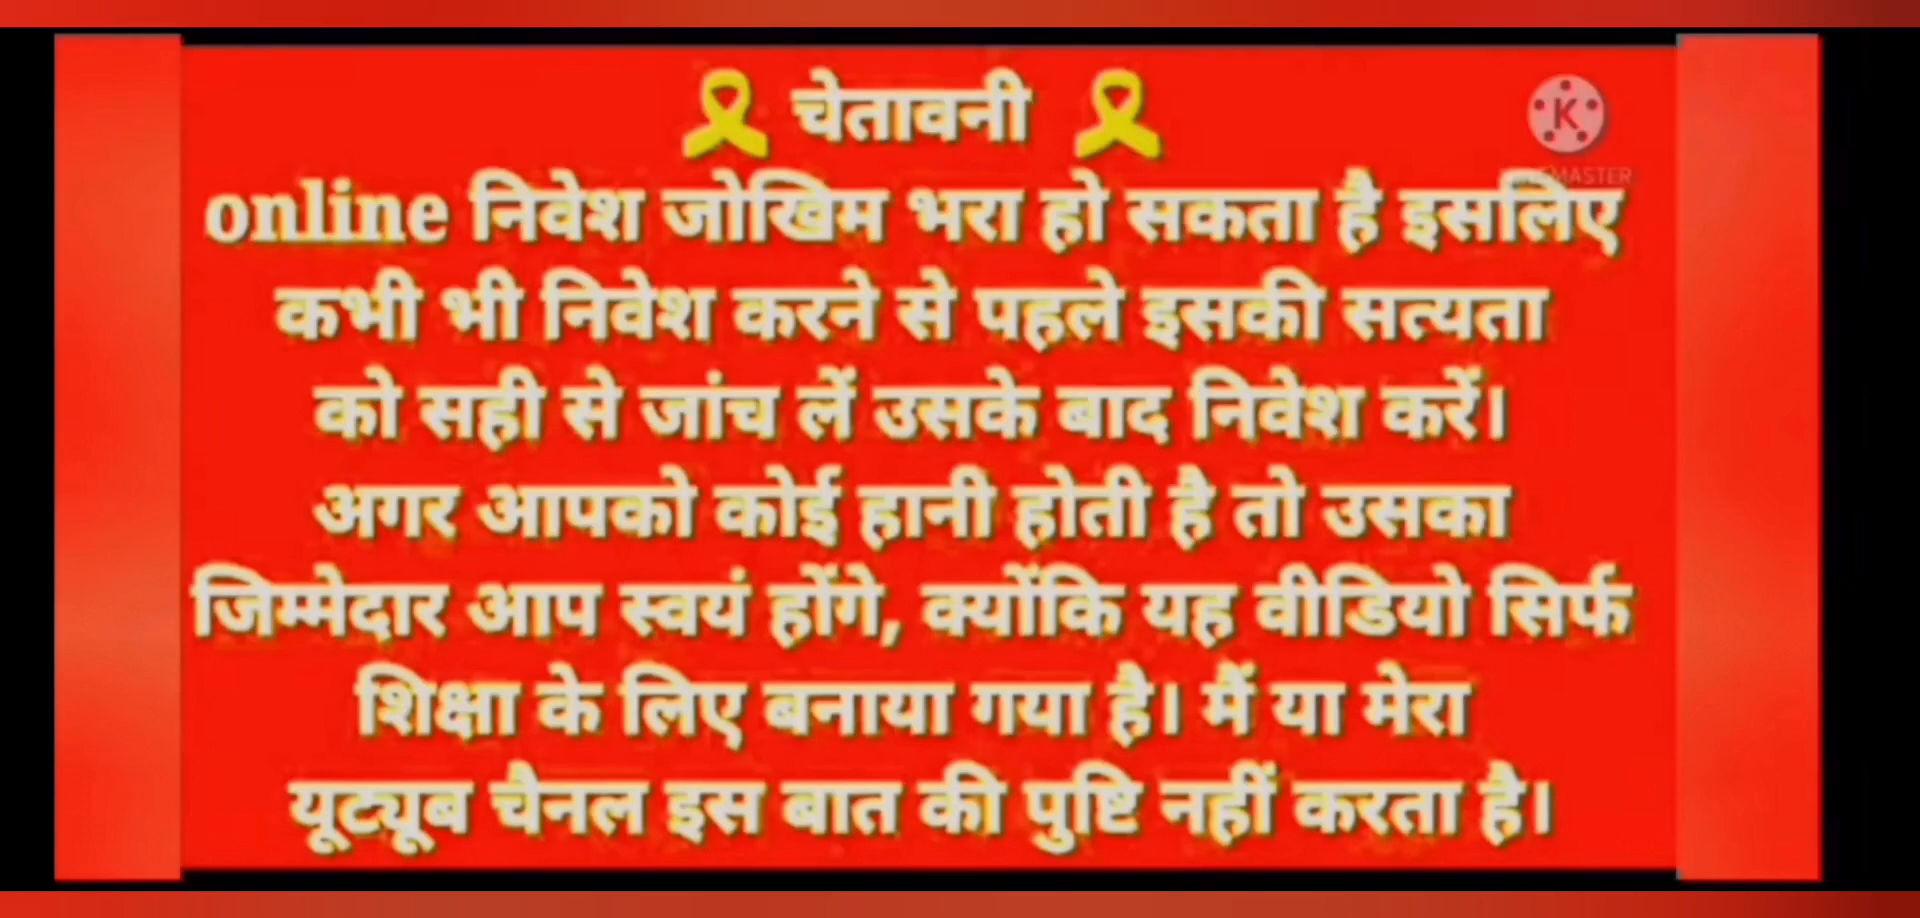 🎗 चेतावनी 🎗
online निवेश जोखिम भरा हो सकता है इसलिए
कभी भी निवेश करने से पहले इसकी सत्यता
को सही से जांच लें उसके बाद निवेश करें।
अगर आपको कोई हानी होती है तो उसका
जिम्मेदार आप स्वयं होंगे, क्योंकि यह वीडियो सिर्फ
शिक्षा के लिए बनाया गया है। मैं या मेरा
यूट्यूब चैनल इस बात की पुष्टि नहीं करता है।
K